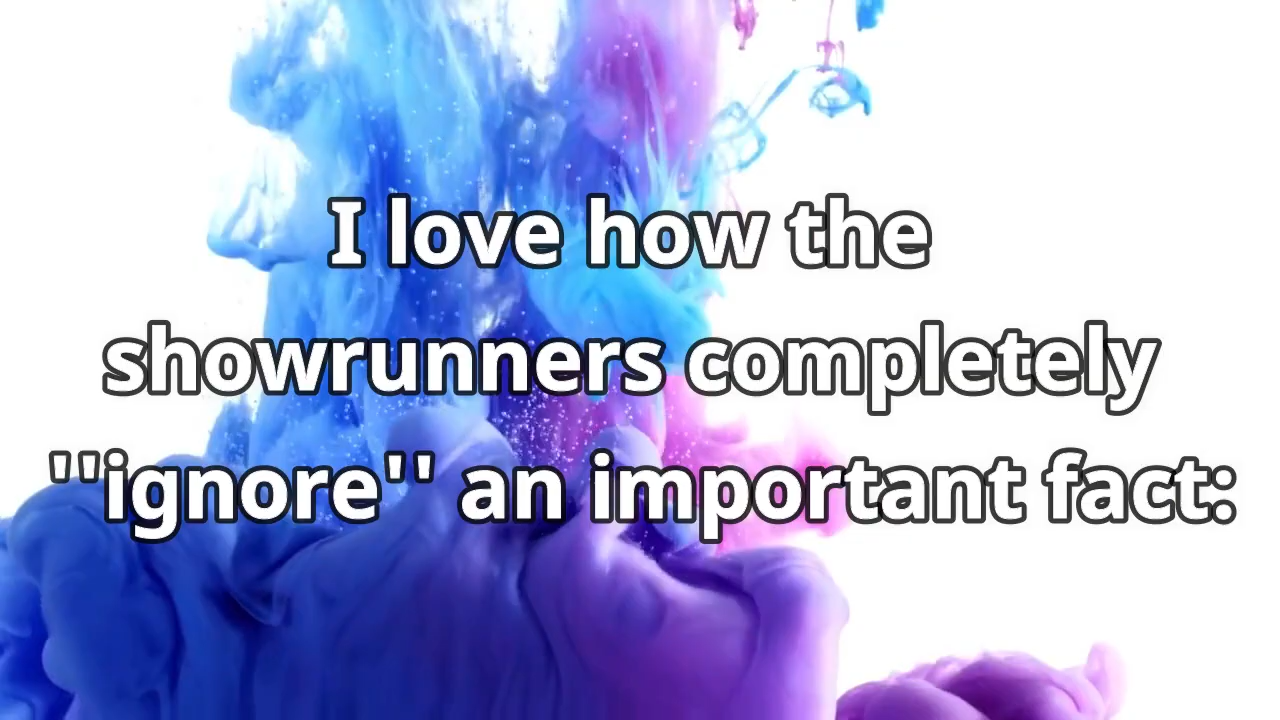 I love how the
showrunners completely
''ignore'' an important fact: